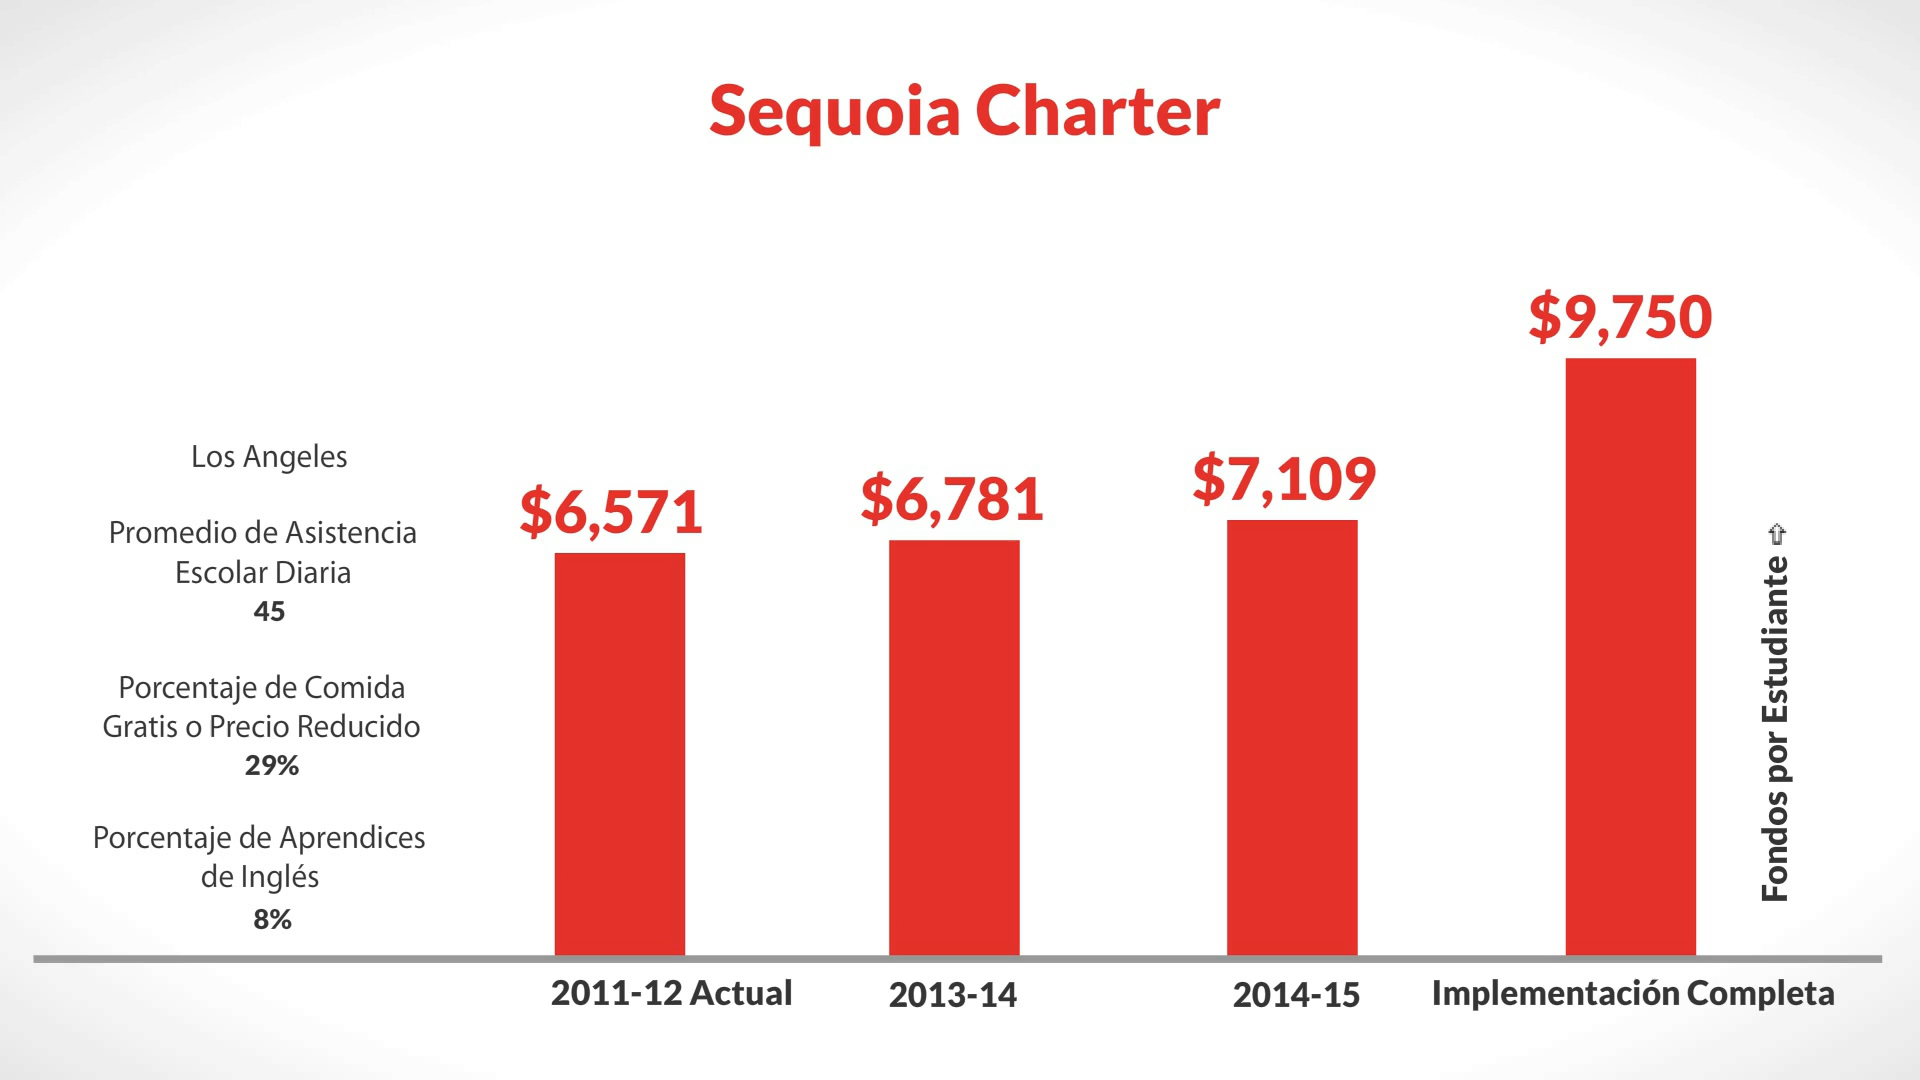 Sequoia Charter
Los Angeles
Promedio de Asistencia
Escolar Diaria
45
Porcentaje de Comida
Gratis o Precio Reducido
29%
Porcentaje de Aprendices
de Inglés
8%
$6,571
$6,781
$7,109
$9,750
2011-12 Actual
2013-14
2014-15
Implementación Completa
Fondos por Estudiante ⇧